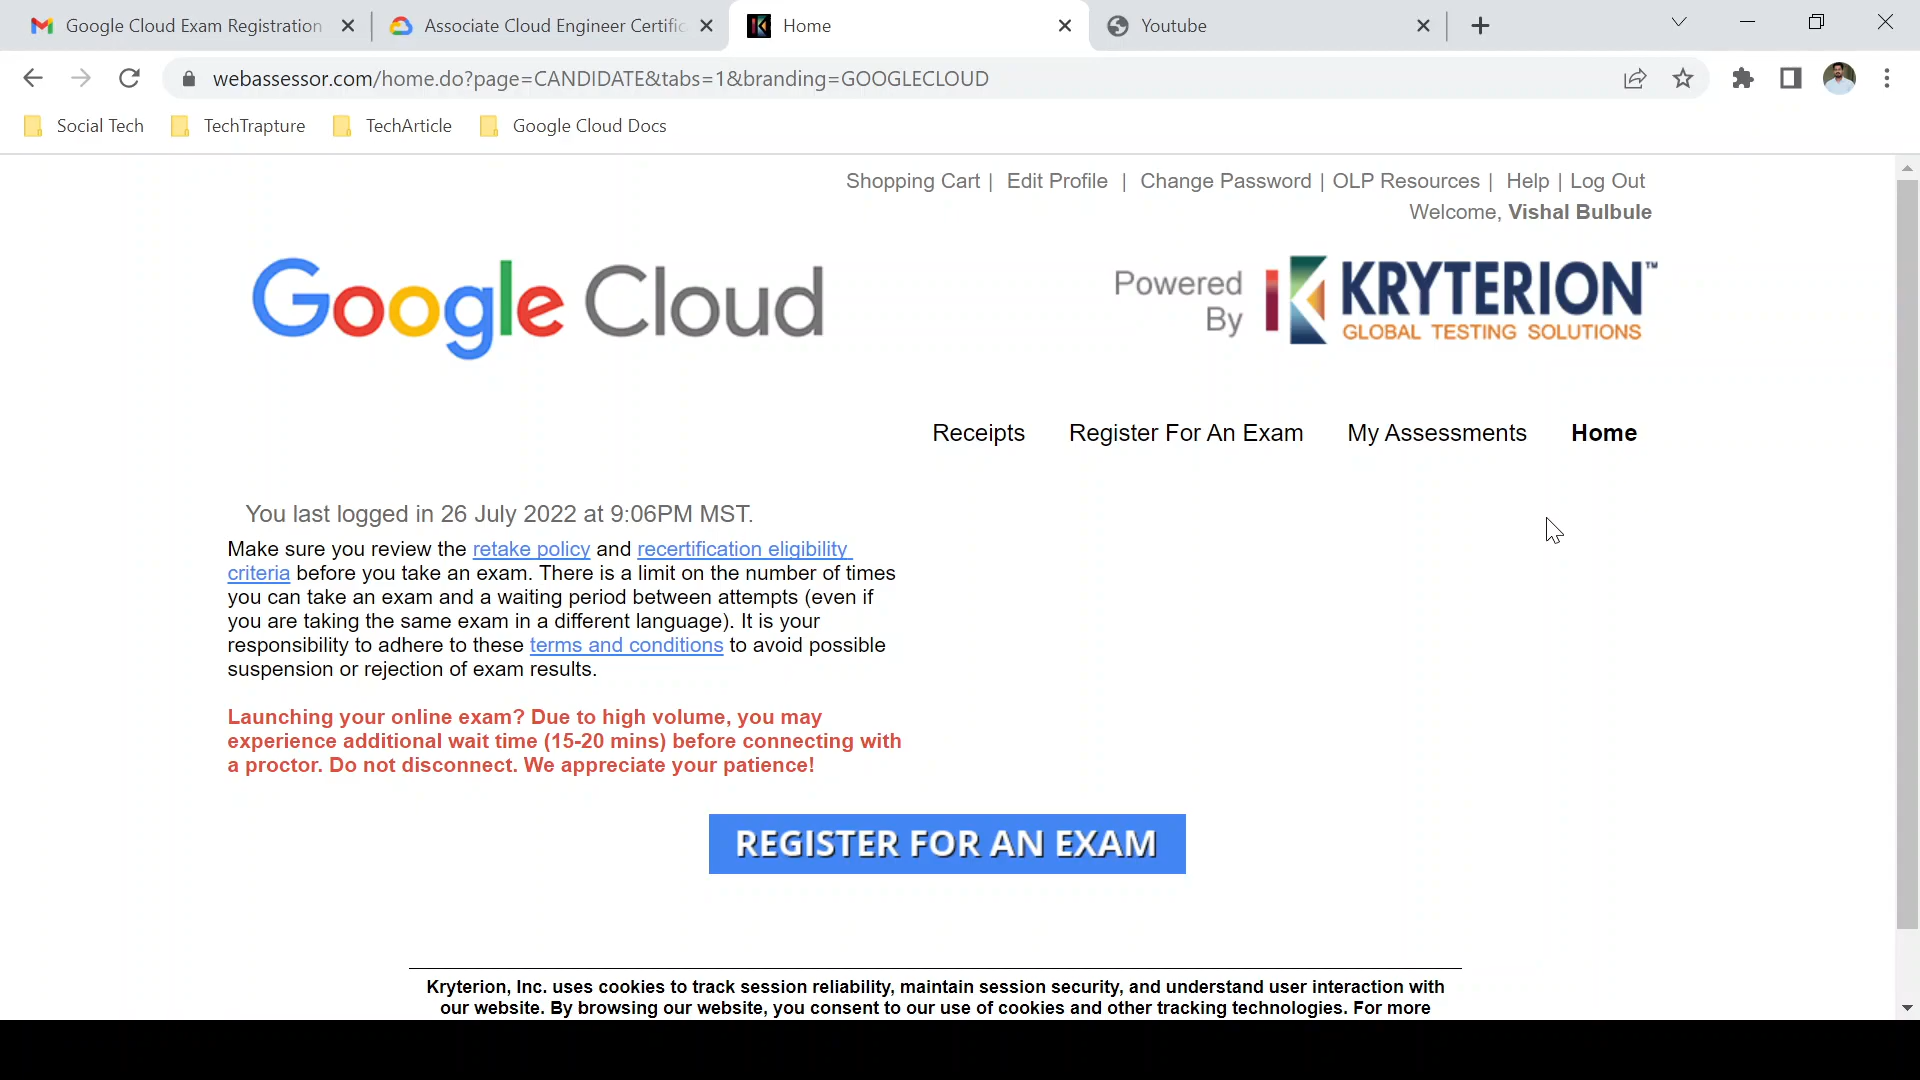 Google Cloud Exam Registration
Associate Cloud Engineer Certific
Home
Youtube
webassessor.com/home.do?page=CANDIDATE&tabs=1&branding=GOOGLECLOUD
Social Tech
TechTrapture
TechArticle
Google Cloud Docs
Shopping Cart | Edit Profile | Change Password | OLP Resources | Help | Log Out
Welcome, Vishal Bulbule
Google Cloud
Powered
By
KRYTERION™
GLOBAL TESTING SOLUTIONS
Receipts
Register For An Exam
My Assessments
Home
You last logged in 26 July 2022 at 9:06PM MST.
Make sure you review the retake policy and recertification eligibility
criteria before you take an exam. There is a limit on the number of times
you can take an exam and a waiting period between attempts (even if
you are taking the same exam in a different language). It is your
responsibility to adhere to these terms and conditions to avoid possible
suspension or rejection of exam results.
Launching your online exam? Due to high volume, you may
experience additional wait time (15-20 mins) before connecting with
a proctor. Do not disconnect. We appreciate your patience!
REGISTER FOR AN EXAM
Kryterion, Inc. uses cookies to track session reliability, maintain session security, and understand user interaction with
our website. By browsing our website, you consent to our use of cookies and other tracking technologies. For more